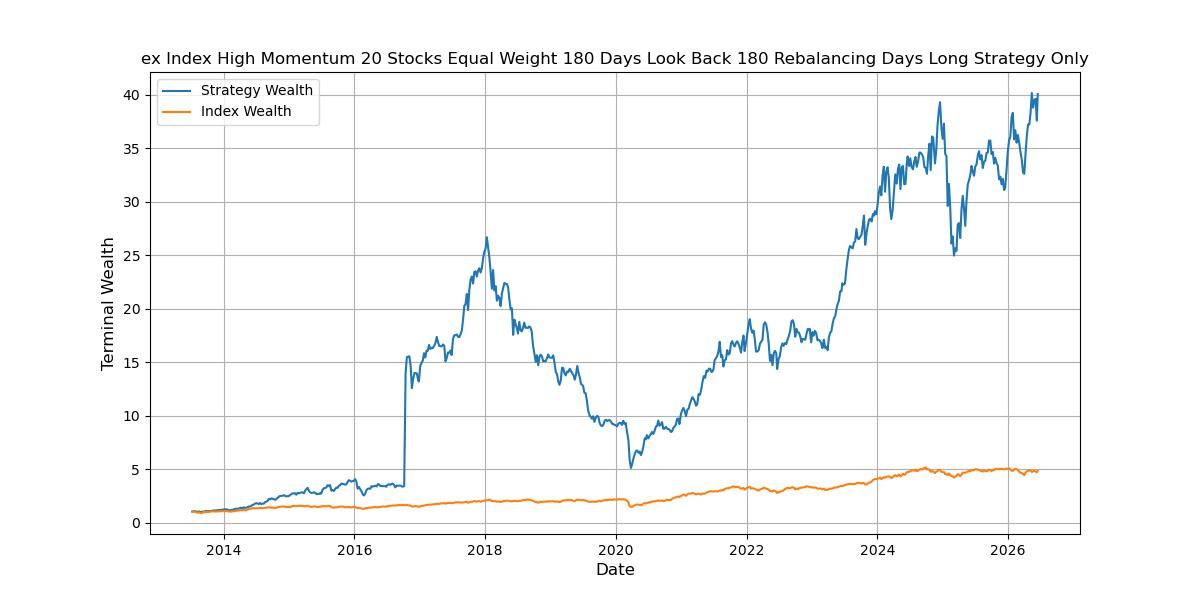 ex Index High Momentum 20 Stocks Equal Weight 180 Days Look Back 180 Rebalancing Days Long Strategy Only
Strategy Wealth
Index Wealth
40
35
30
25
20
15
10
5
0
Terminal Wealth
2014 2016 2018 2020 2022 2024 2026
Date